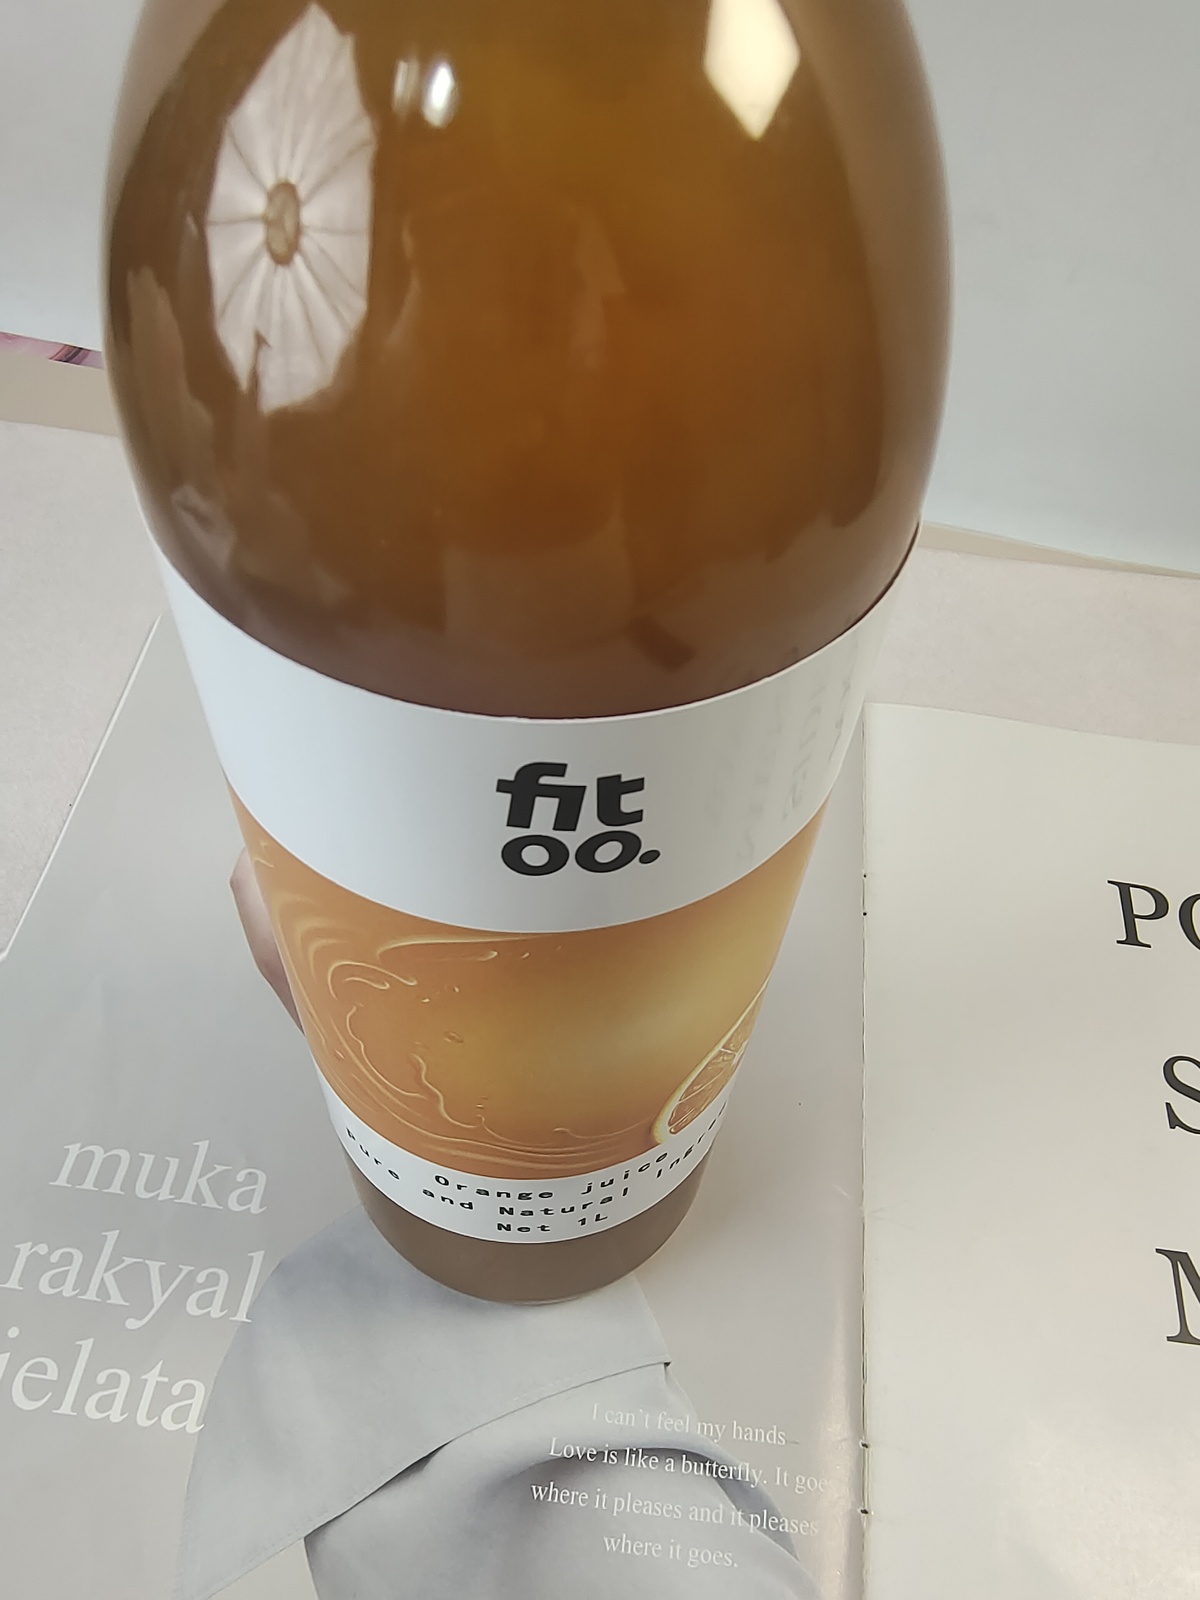 fit
oo.
Pure Orange juice
and Natural
Net 1L
muka
rakyal
jelata
I can't feel my hands
Love is like a butterfly. It goes
where it pleases and it pleases
where it goes.